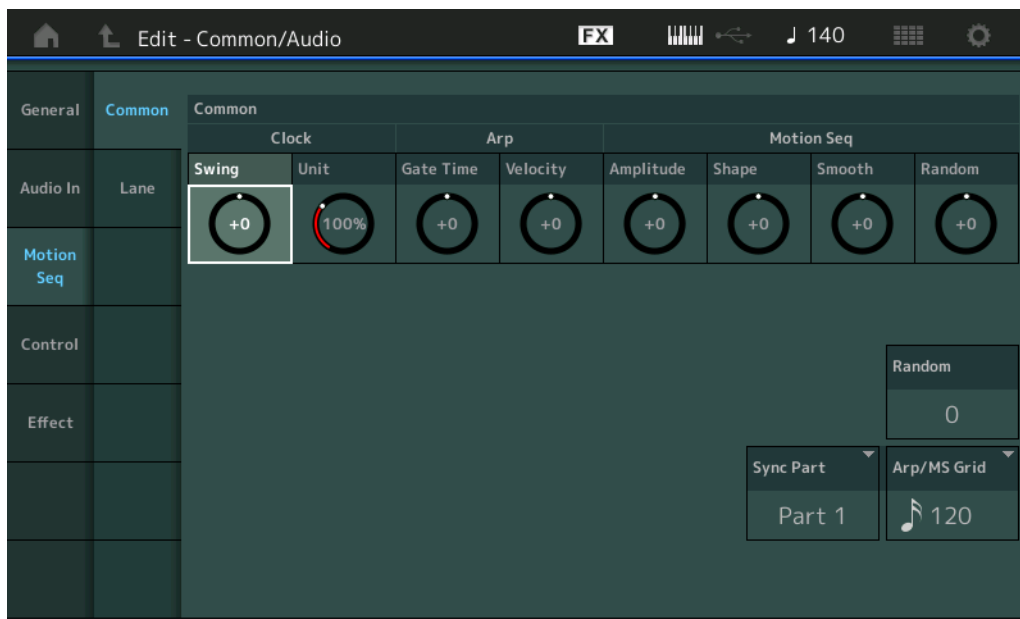 Edit - Common/Audio FX ♩ 140
General Common Common
Clock Arp Motion Seq
Swing Unit Gate Time Velocity Amplitude Shape Smooth Random
Audio In Lane
+0 100% +0 +0 +0 +0 +0 +0
Motion
Seq
Control
Random
0
Effect
Sync Part Arp/MS Grid
Part 1 120